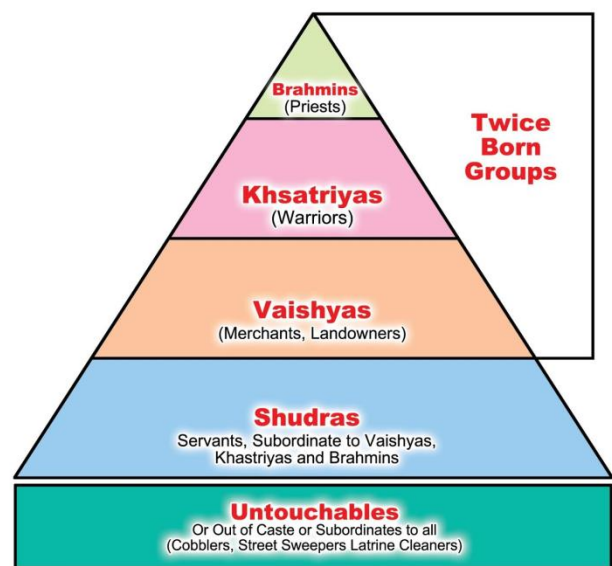 Brahmins
(Priests)
Twice
Born
Groups
Khsatriyas
(Warriors)
Vaishyas
(Merchants, Landowners)
Shudras
Servants, Subordinate to Vaishyas,
Khastriyas and Brahmins
Untouchables
Or Out of Caste or Subordinates to all
(Cobblers, Street Sweepers Latrine Cleaners)